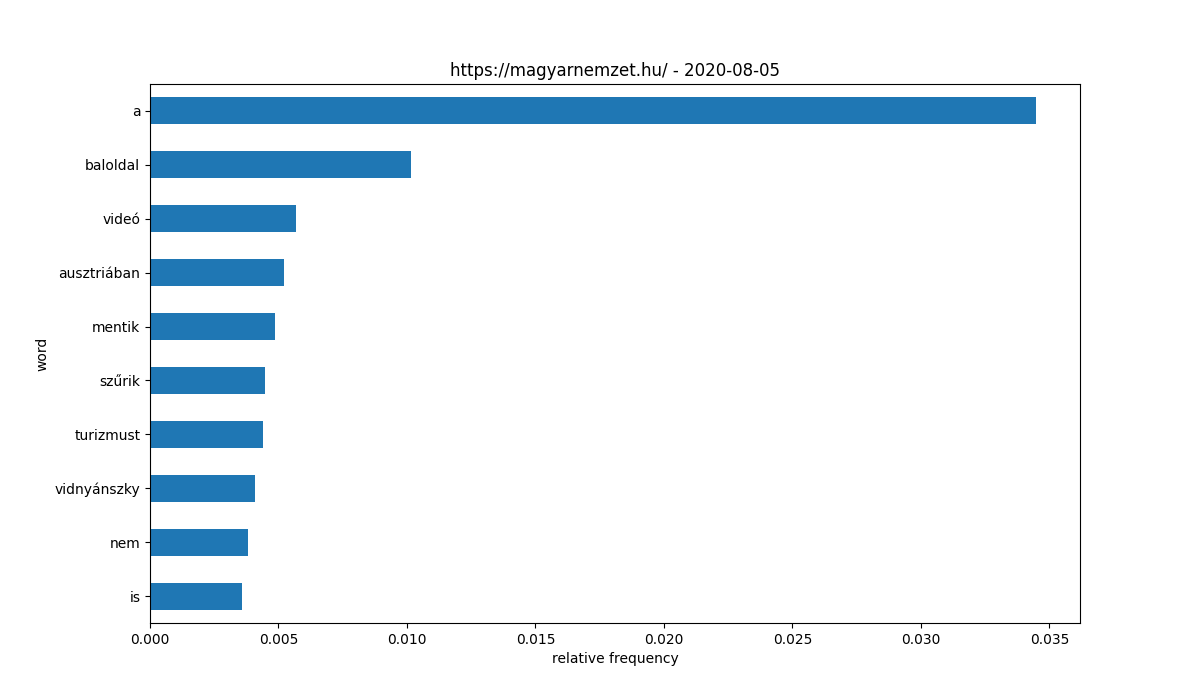 https://magyarnemzet.hu/ - 2020-08-05
a
baloldal
videó
ausztriában
mentik
szűrik
turizmust
vidnyánszky
nem
is
word
0.000 0.005 0.010 0.015 0.020 0.025 0.030 0.035
relative frequency